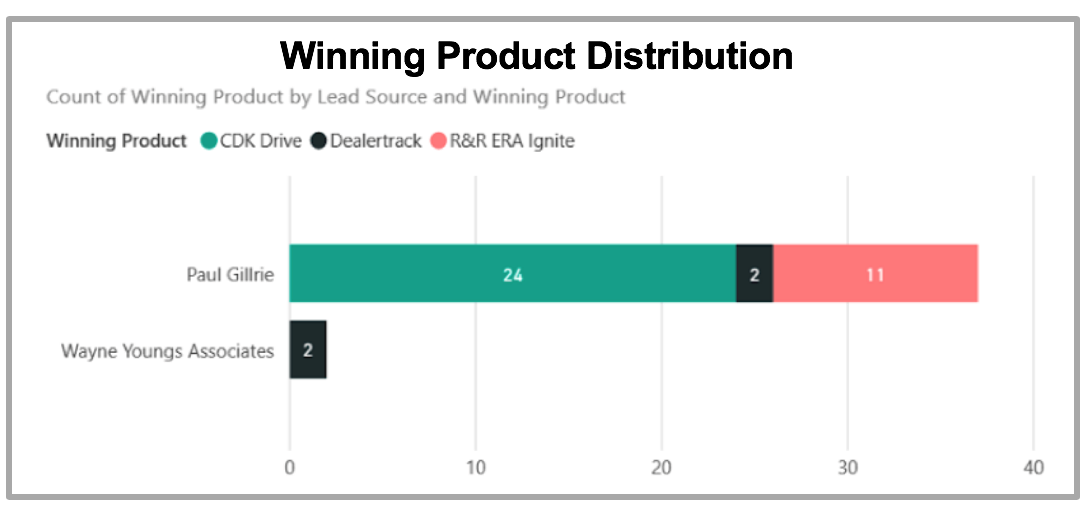 Winning Product Distribution
Count of Winning Product by Lead Source and Winning Product
Winning Product CDK Drive Dealertrack R&R ERA Ignite
Paul Gillrie 24 2 11
Wayne Youngs Associates 2
0 10 20 30 40